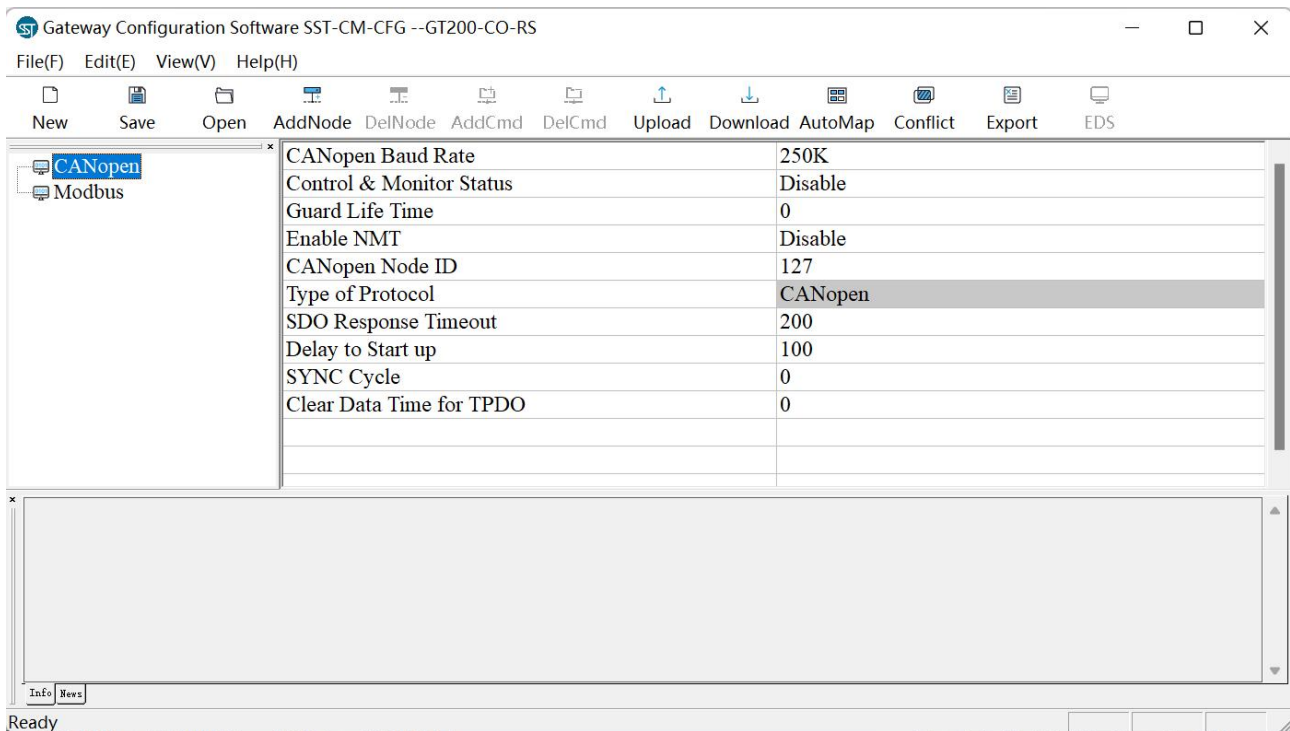 SST Gateway Configuration Software SST-CM-CFG --GT200-CO-RS
File(F) Edit(E) View(V) Help(H)
New Save Open AddNode DelNode AddCmd DelCmd Upload Download AutoMap Conflict Export EDS
CANopen
Modbus
CANopen Baud Rate 250K
Control & Monitor Status Disable
Guard Life Time 0
Enable NMT Disable
CANopen Node ID 127
Type of Protocol CANopen
SDO Response Timeout 200
Delay to Start up 100
SYNC Cycle 0
Clear Data Time for TPDO 0
Info News
Ready